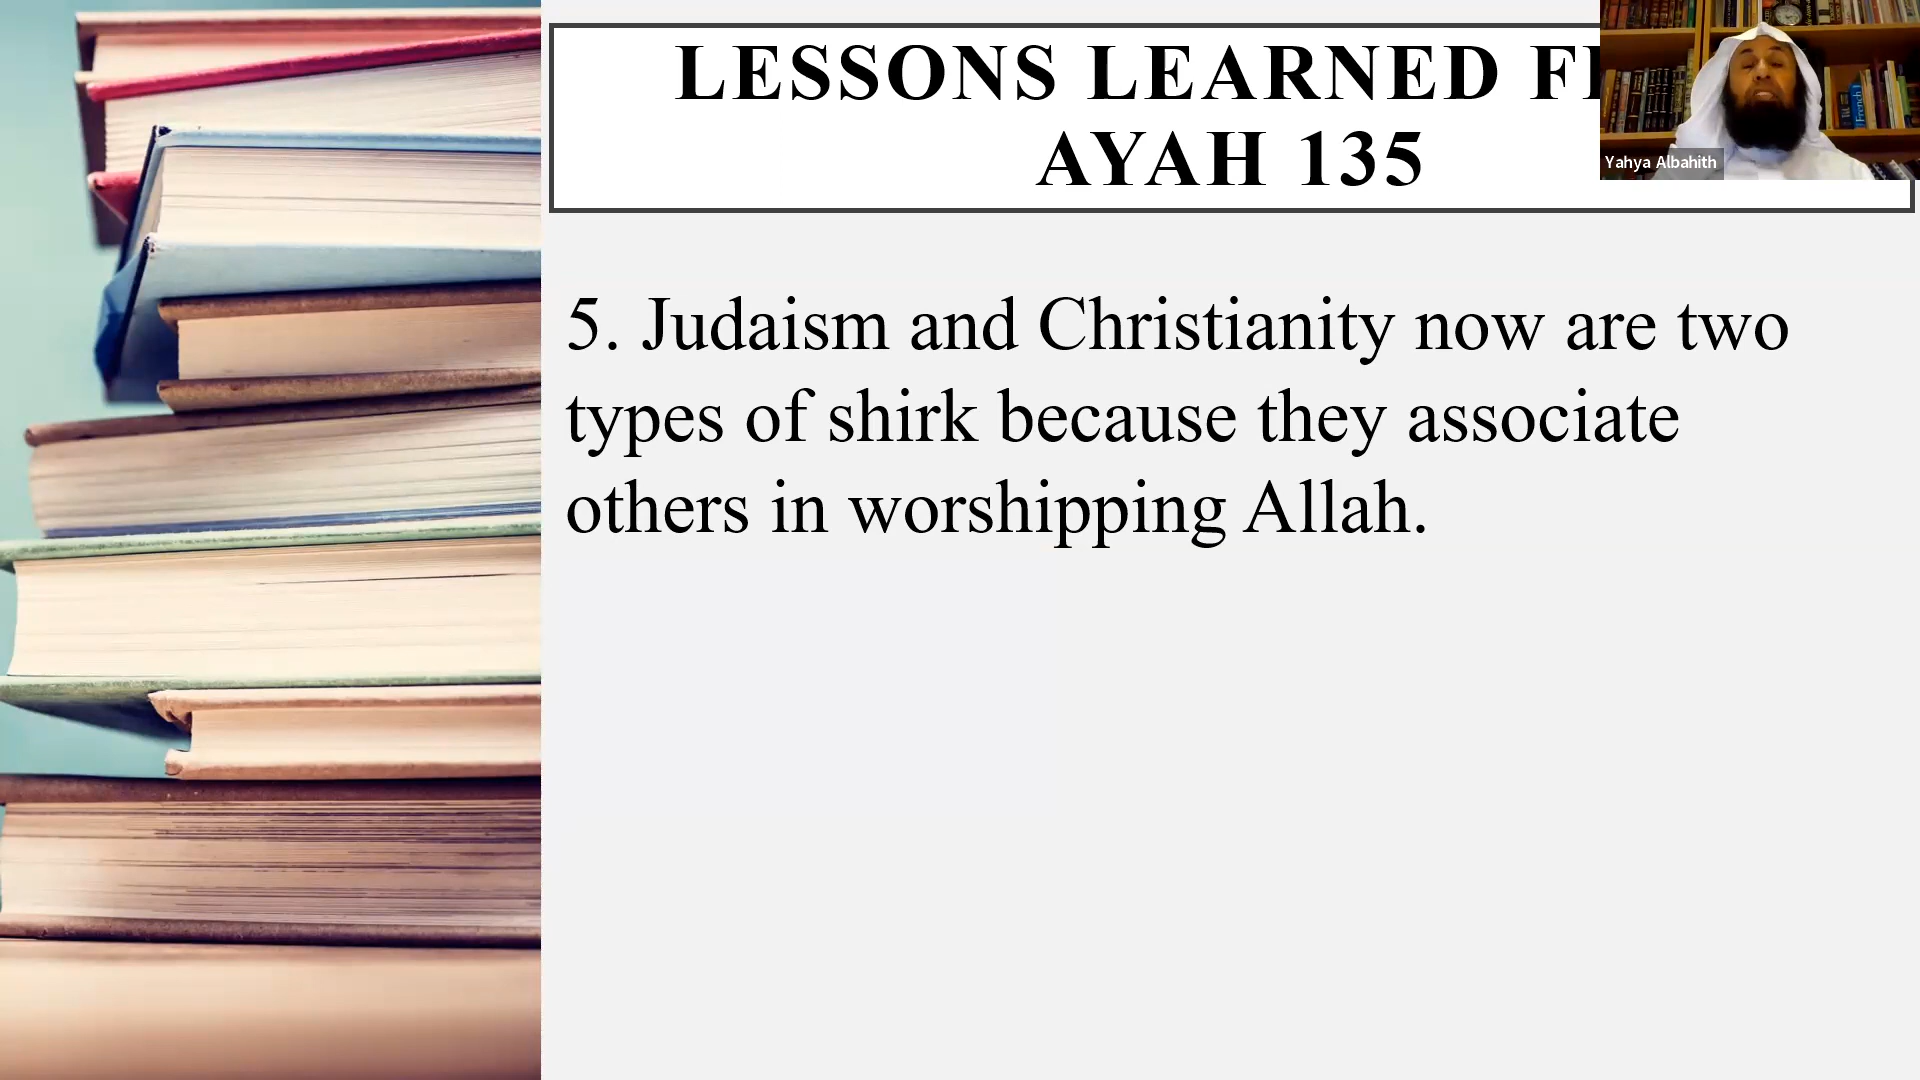 LESSONS LEARNED
AYAH 135
Yahya Albahith
5. Judaism and Christianity now are two
types of shirk because they associate
others in worshipping Allah.
French